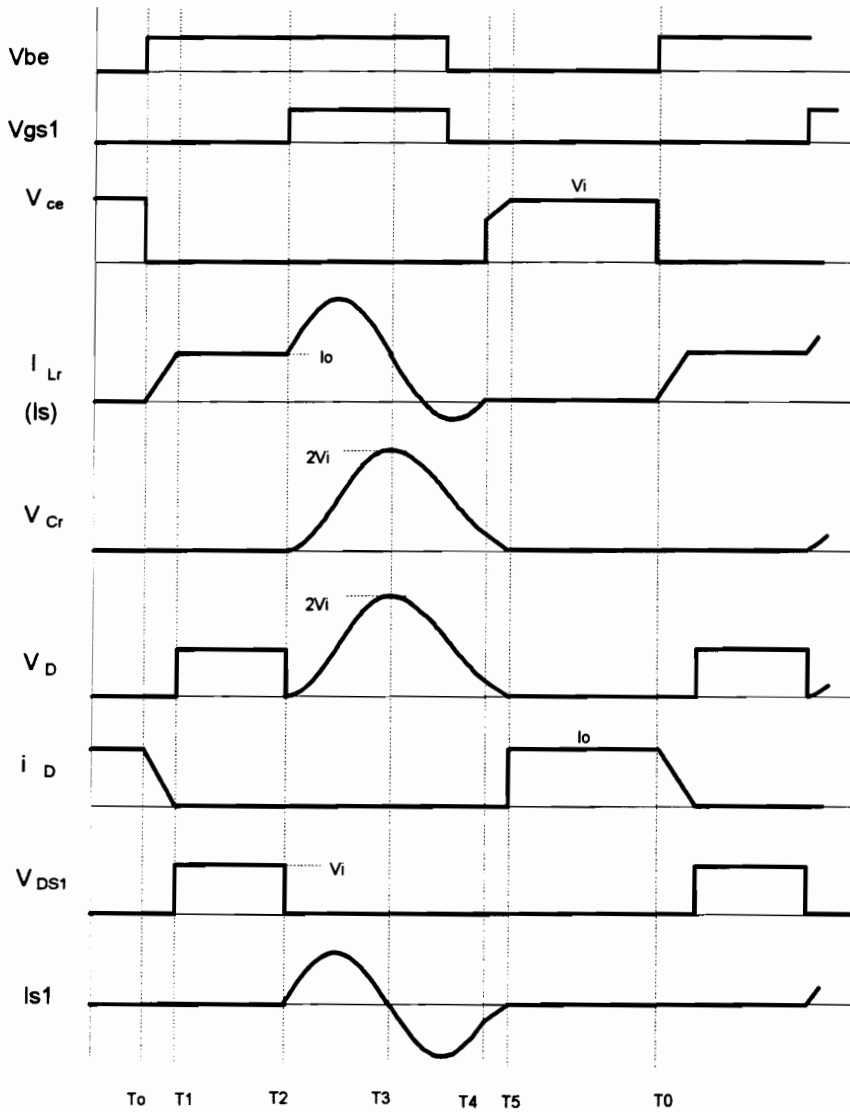 Vbe
Vgs1
V ce
Vi
I Lr
Io
(Is)
2Vi
V Cr
2Vi
V D
Io
i D
Vi
V DS1
Is1
To T1 T2 T3 T4 T5 T0